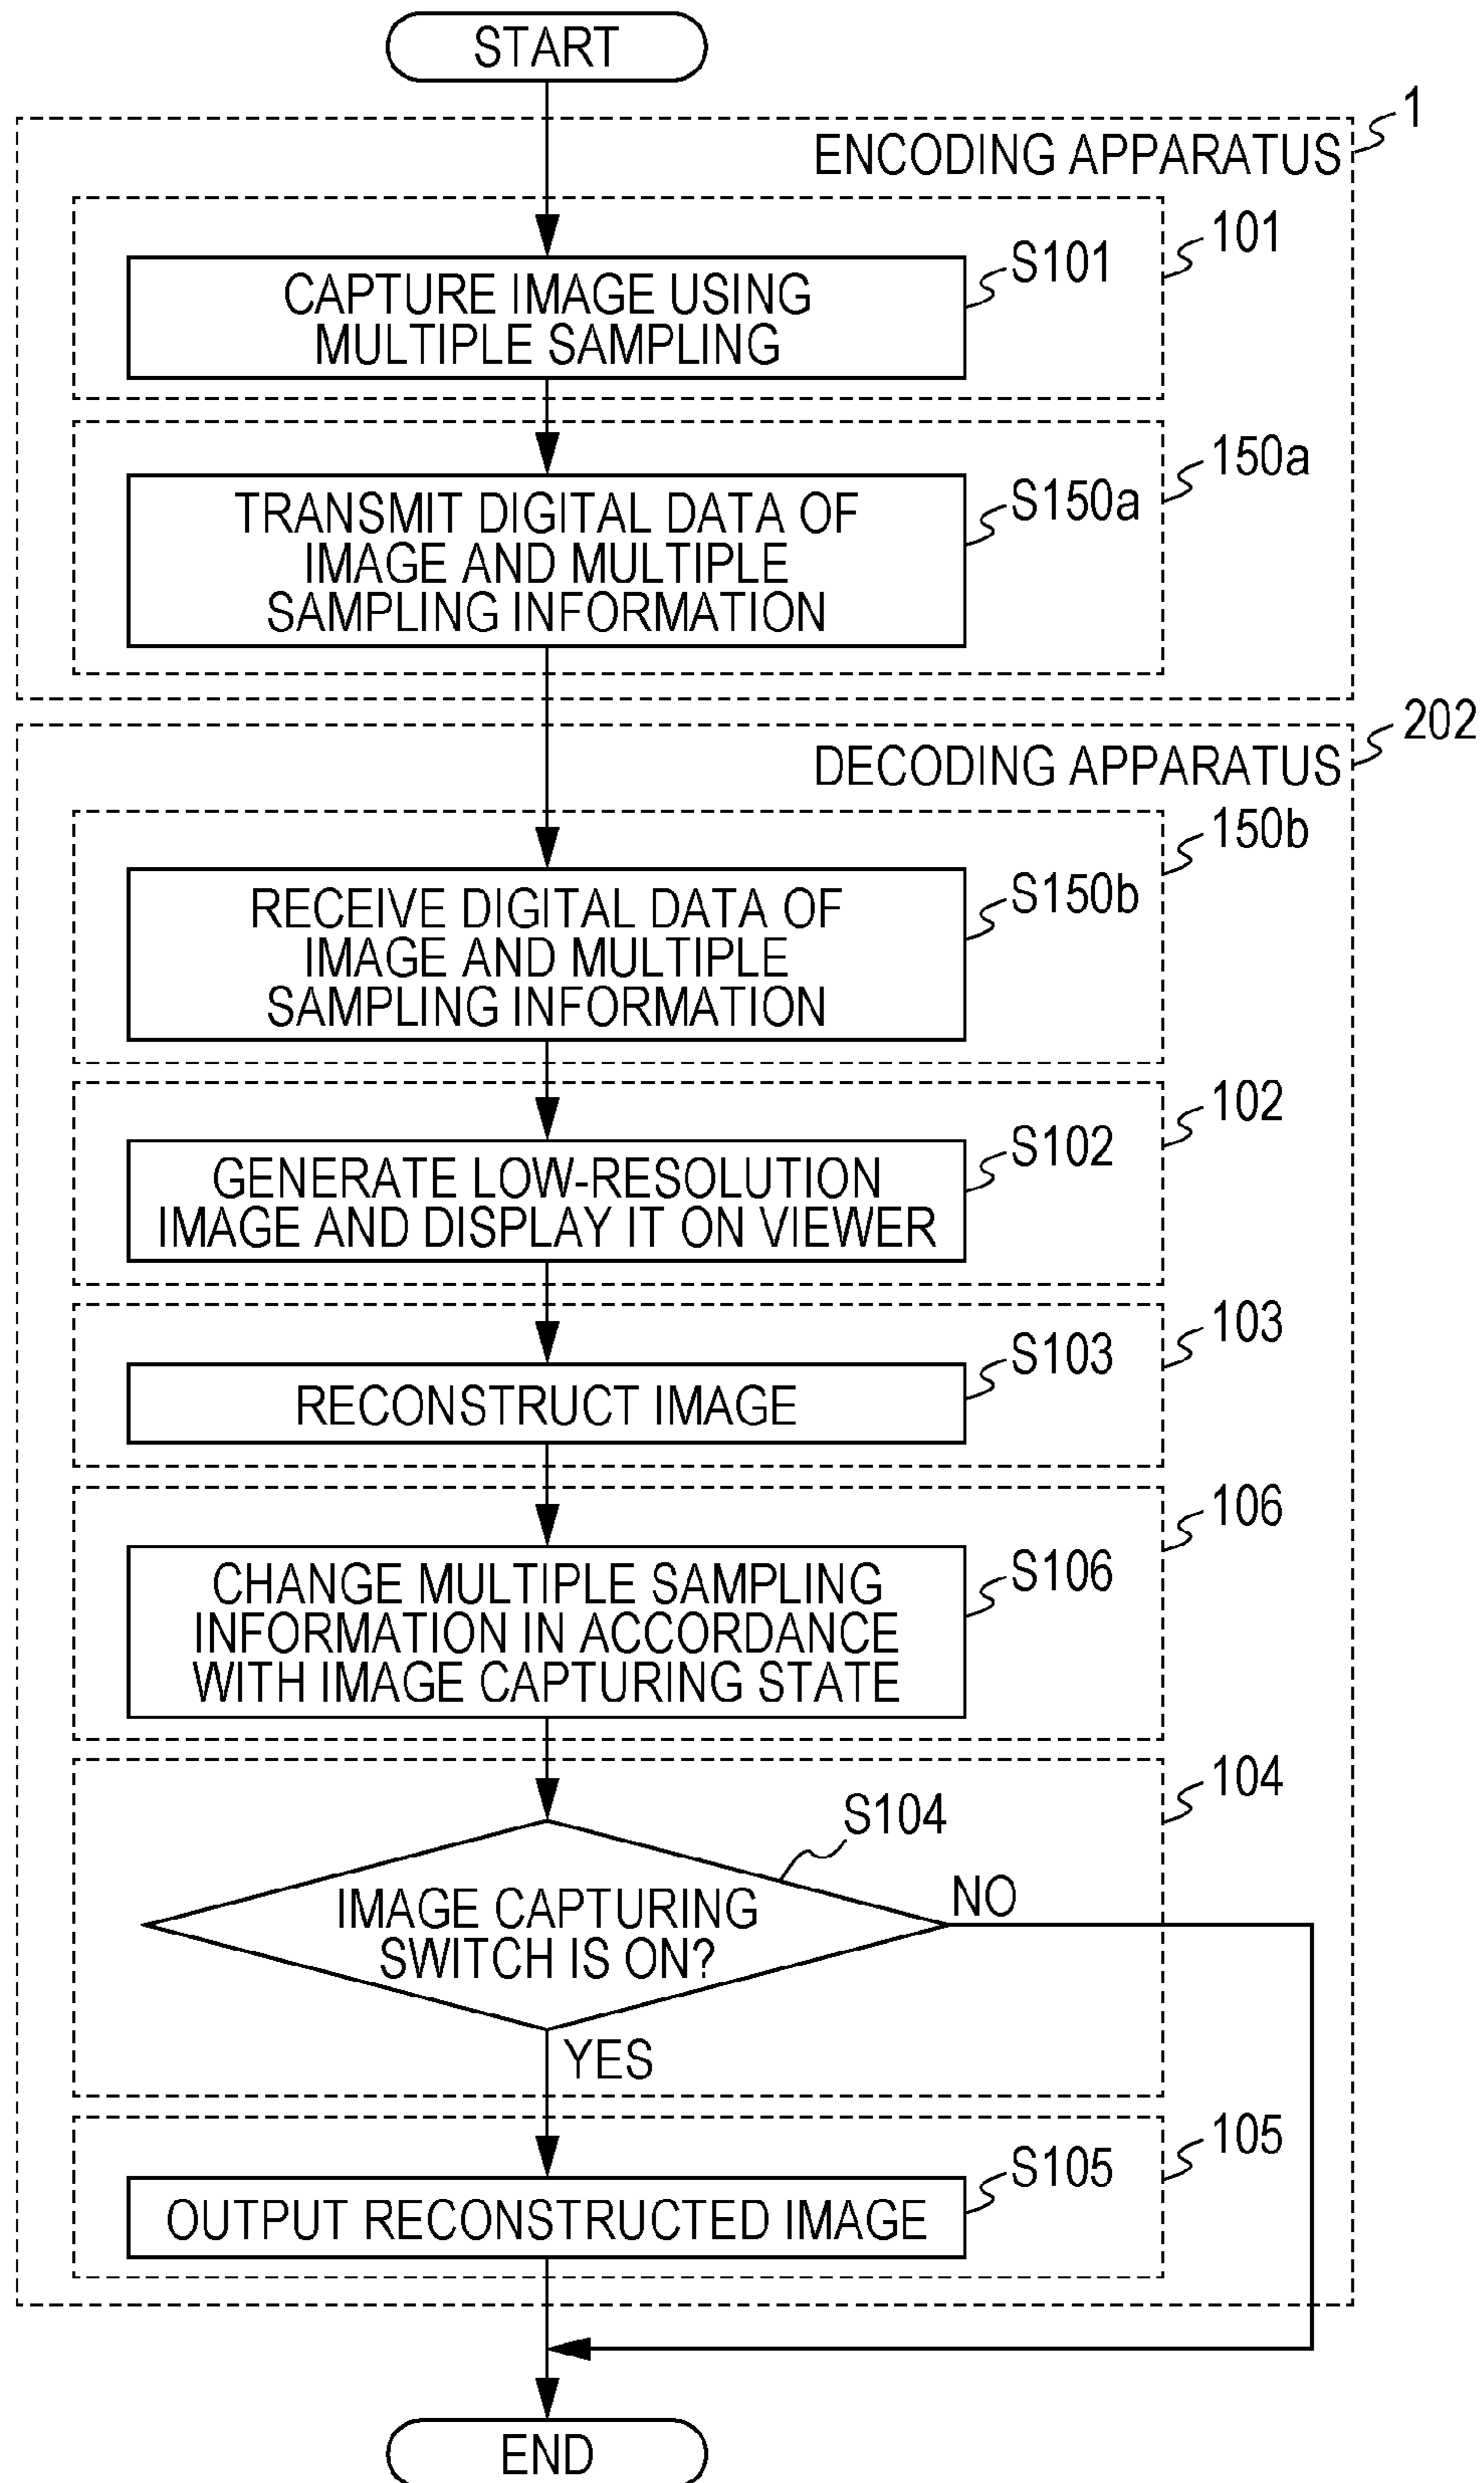 START
1
ENCODING APPARATUS
101
S101
CAPTURE IMAGE USING
MULTIPLE SAMPLING
150a
S150a
TRANSMIT DIGITAL DATA OF
IMAGE AND MULTIPLE
SAMPLING INFORMATION
202
DECODING APPARATUS
150b
S150b
RECEIVE DIGITAL DATA OF
IMAGE AND MULTIPLE
SAMPLING INFORMATION
102
S102
GENERATE LOW-RESOLUTION
IMAGE AND DISPLAY IT ON VIEWER
103
S103
RECONSTRUCT IMAGE
106
S106
CHANGE MULTIPLE SAMPLING
INFORMATION IN ACCORDANCE
WITH IMAGE CAPTURING STATE
104
S104
NO
IMAGE CAPTURING
SWITCH IS ON?
YES
105
S105
OUTPUT RECONSTRUCTED IMAGE
END